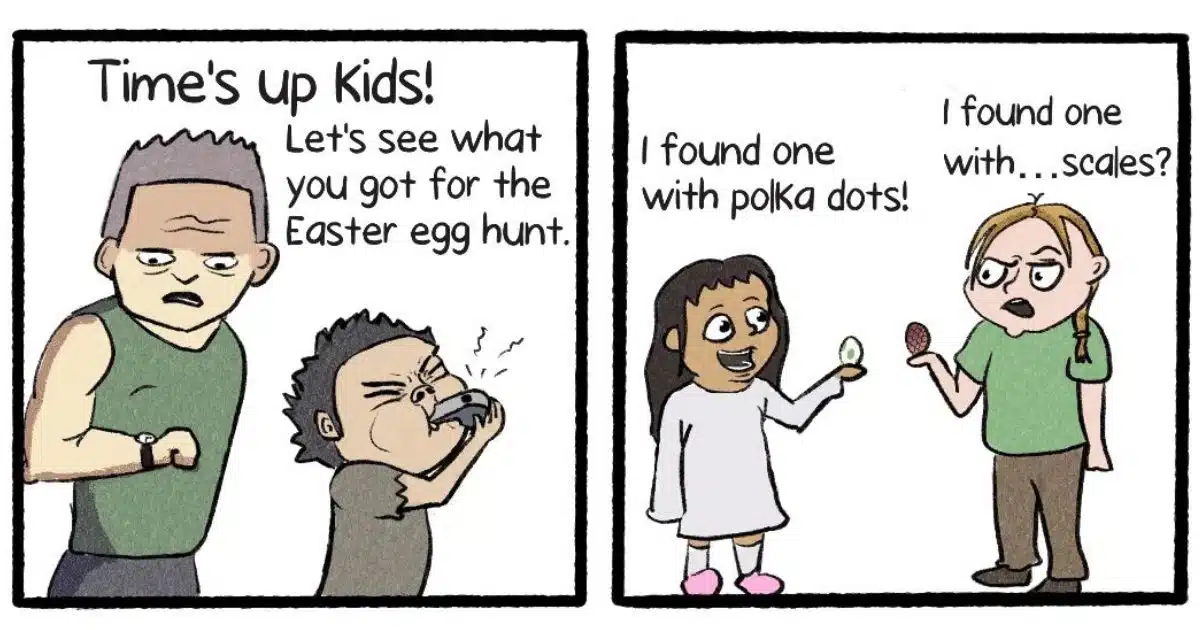 Time's up Kids!
Let's see what
you got for the
Easter egg hunt.
I found one
with polka dots!
I found one
with...scales?